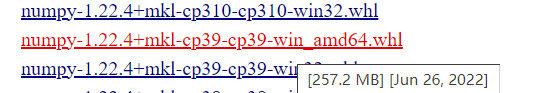 numpy-1.22.4+mkl-cp310-cp310-win32.whl
numpy-1.22.4+mkl-cp39-cp39-win_amd64.whl
numpy-1.22.4+mkl-cp39-cp39-
[257.2 MB] [Jun 26, 2022]